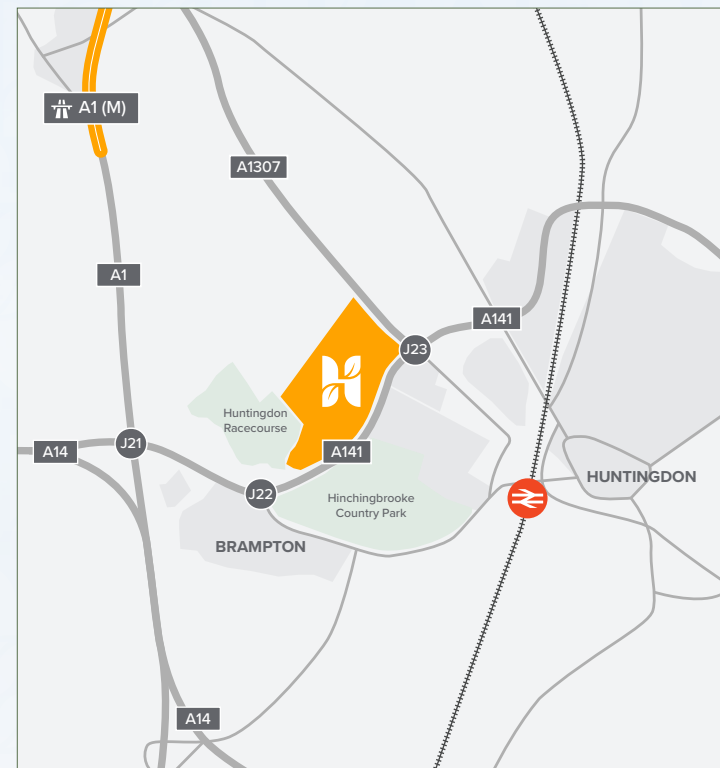 A1 (M)
A1307
A1
A141
J23
Huntingdon
Racecourse
A14
J21
A141
J22
Hinchingbrooke
Country Park
HUNTINGDON
BRAMPTON
A14